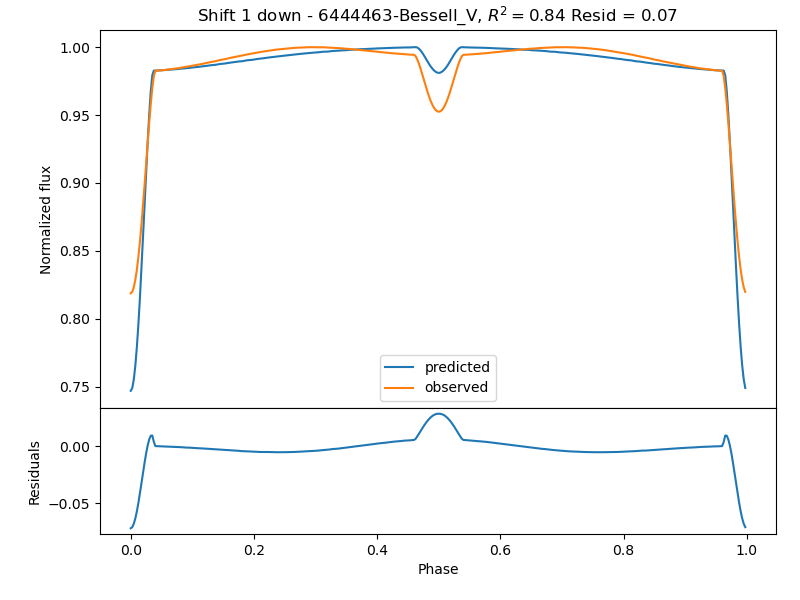 Shift 1 down - 6444463-Bessell_V, R² = 0.84 Resid = 0.07
Normalized flux
1.00
0.95
0.90
0.85
0.80
0.75
predicted
observed
Residuals
0.00
−0.05
0.0 0.2 0.4 0.6 0.8 1.0
Phase